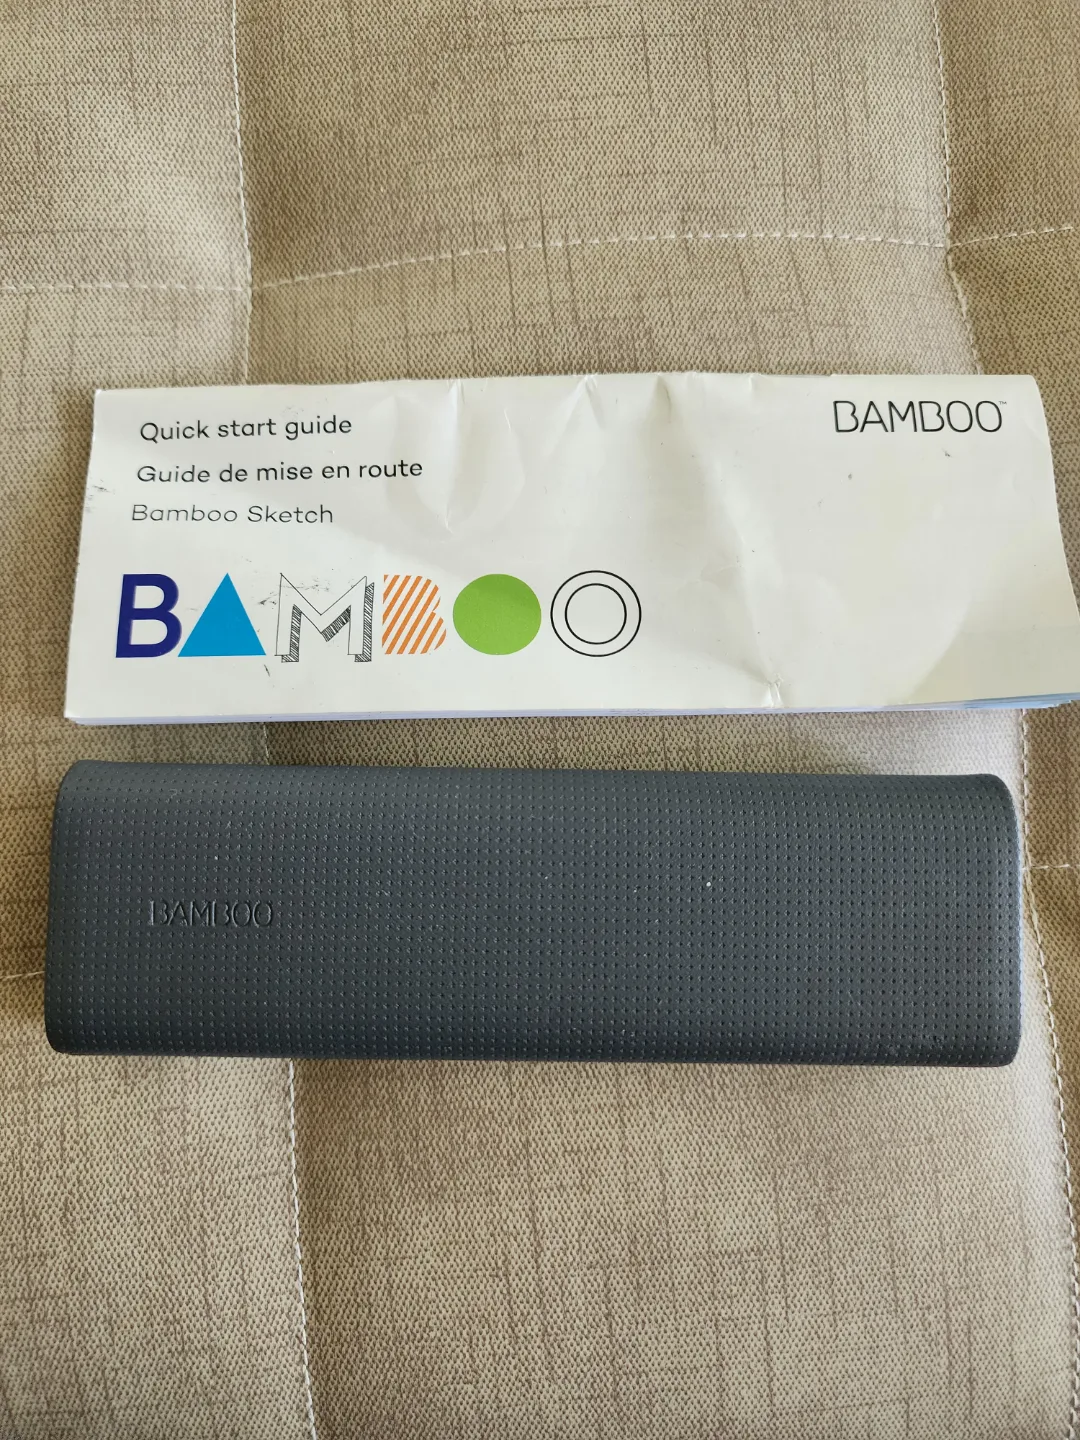 Quick start guide
BAMBOO™
Guide de mise en route
Bamboo Sketch
BAMBOO
BAMBOO